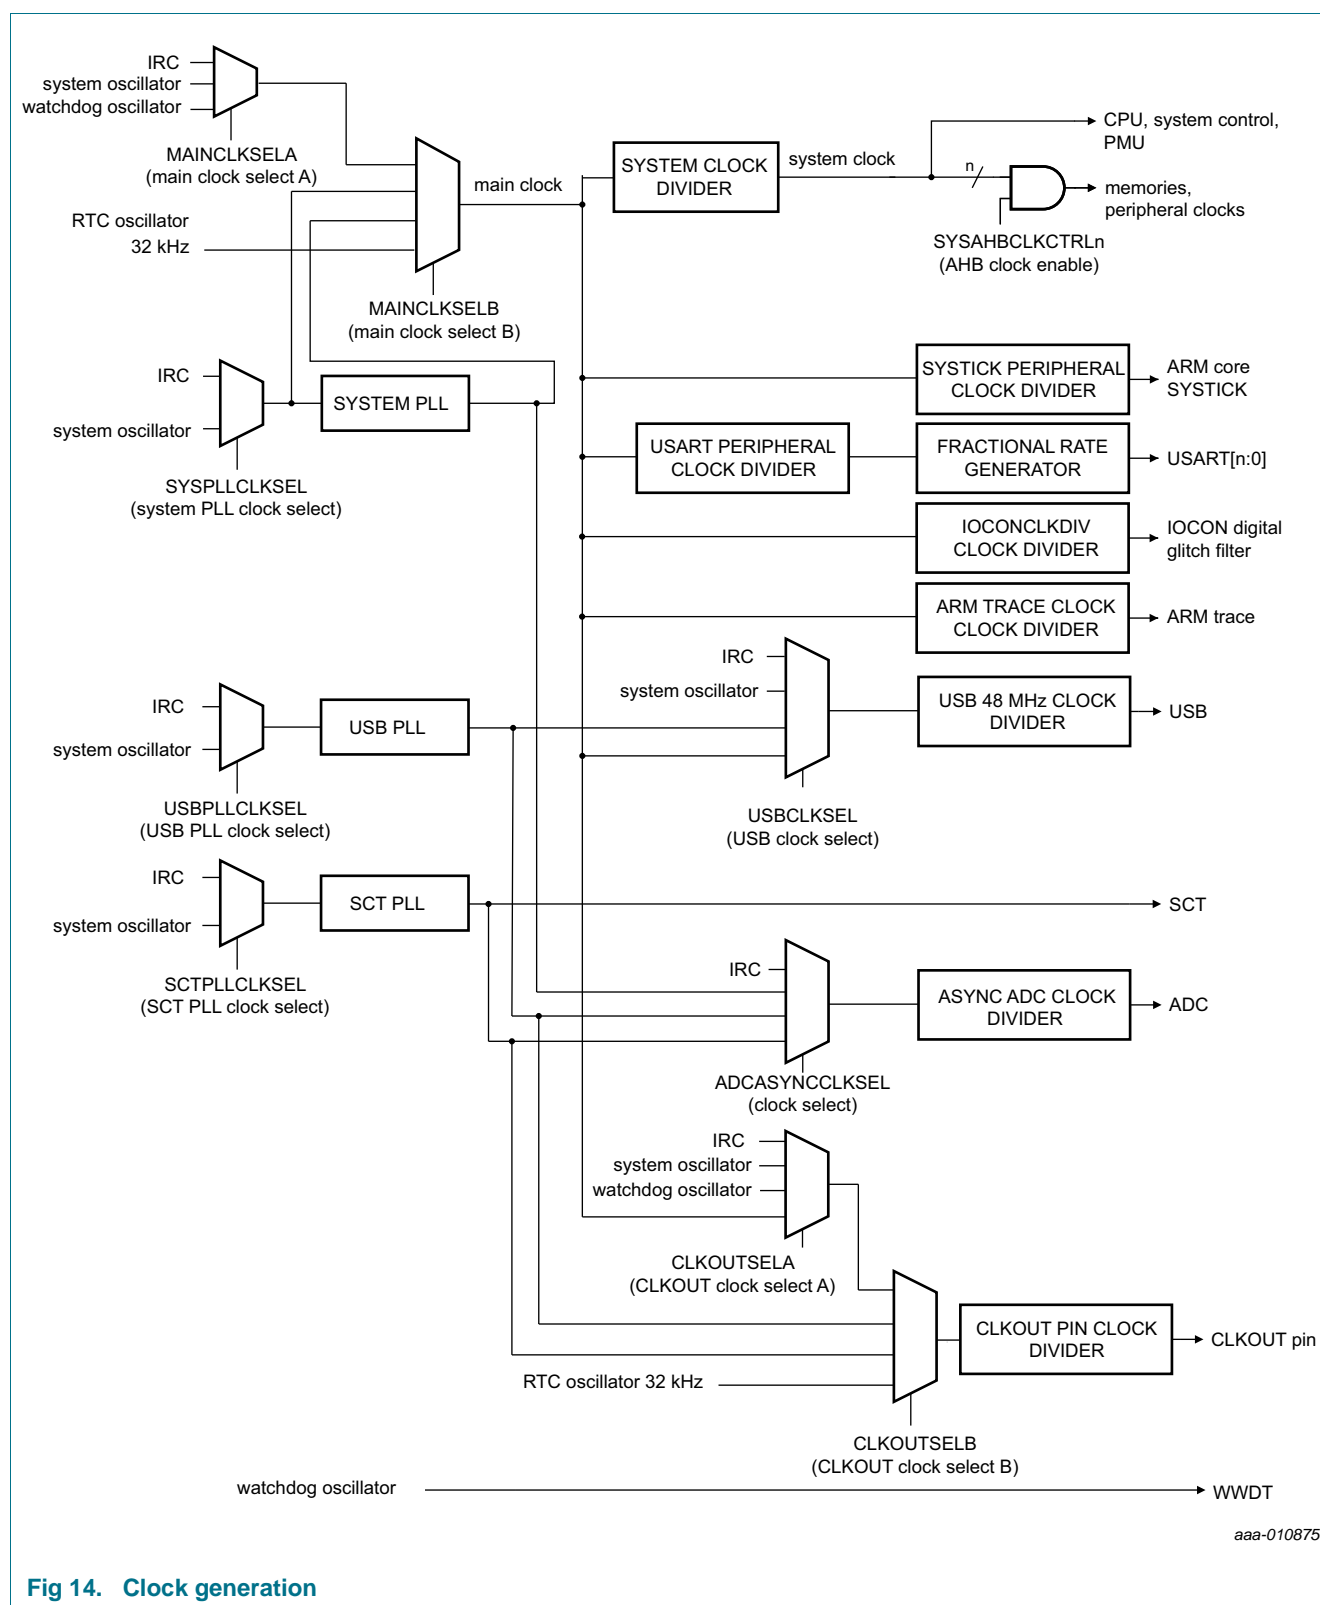 IRC
system oscillator
watchdog oscillator
MAINCLKSELA
(main clock select A)
RTC oscillator
32 kHz
main clock
MAINCLKSELB
(main clock select B)
SYSTEM CLOCK
DIVIDER
system clock
n
CPU, system control,
PMU
memories,
peripheral clocks
SYSAHBCLKCTRLn
(AHB clock enable)
IRC
system oscillator
SYSPLLCLKSEL
(system PLL clock select)
SYSTEM PLL
SYSTICK PERIPHERAL
CLOCK DIVIDER
ARM core
SYSTICK
USART PERIPHERAL
CLOCK DIVIDER
FRACTIONAL RATE
GENERATOR
USART[n:0]
IOCONCLKDIV
CLOCK DIVIDER
IOCON digital
glitch filter
ARM TRACE CLOCK
CLOCK DIVIDER
ARM trace
IRC
system oscillator
USBPLLCLKSEL
(USB PLL clock select)
USB PLL
IRC
system oscillator
USBCLKSEL
(USB clock select)
USB 48 MHz CLOCK
DIVIDER
USB
IRC
system oscillator
SCTPLLCLKSEL
(SCT PLL clock select)
SCT PLL
SCT
IRC
ADCASYNCCLKSEL
(clock select)
ASYNC ADC CLOCK
DIVIDER
ADC
IRC
system oscillator
watchdog oscillator
CLKOUTSELA
(CLKOUT clock select A)
RTC oscillator 32 kHz
CLKOUTSELB
(CLKOUT clock select B)
CLKOUT PIN CLOCK
DIVIDER
CLKOUT pin
watchdog oscillator
WWDT
aaa-010875
Fig 14. Clock generation